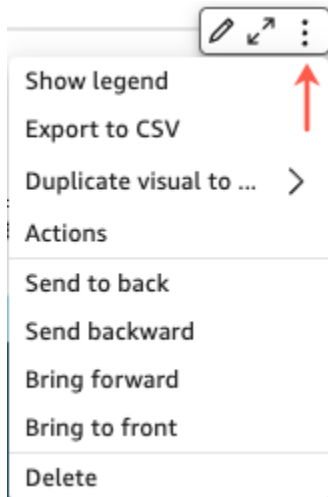 Show legend
Export to CSV
Duplicate visual to ...
Actions
Send to back
Send backward
Bring forward
Bring to front
Delete